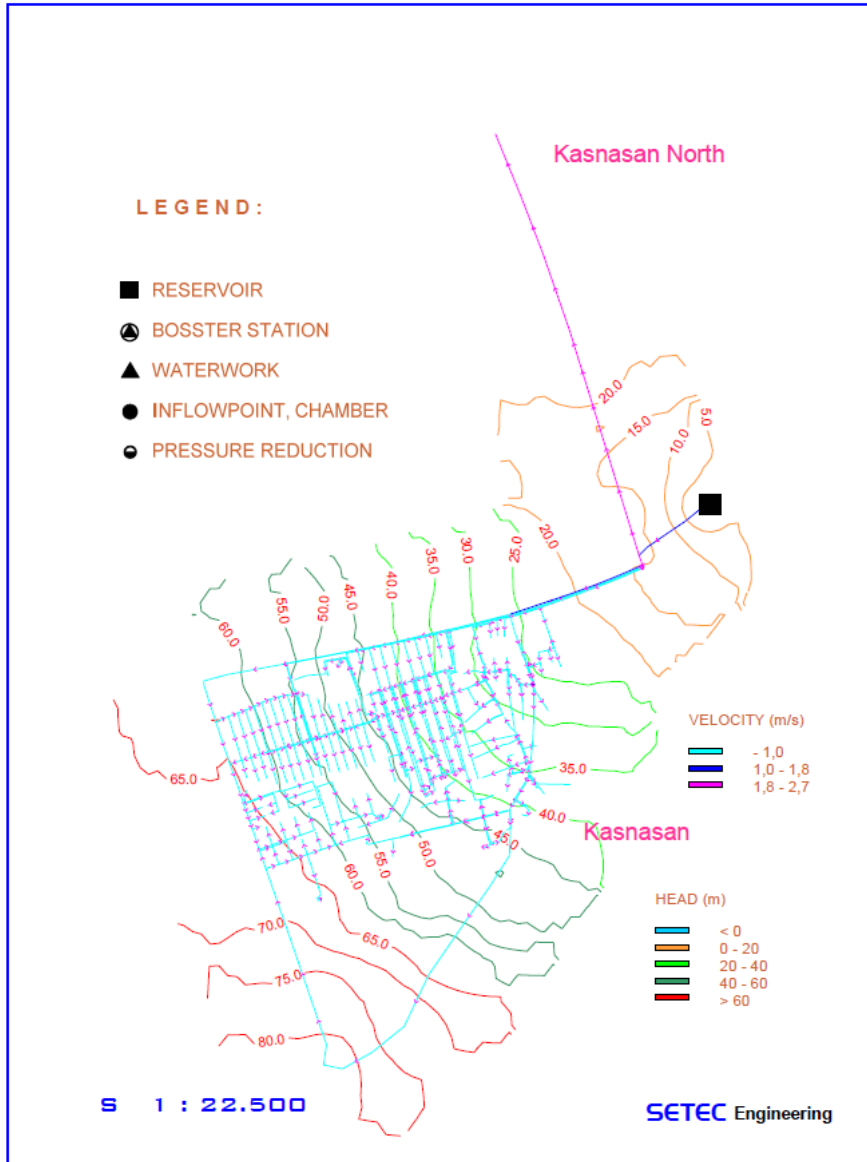 Kasnasan North
LEGEND:
RESERVOIR
BOSSTER STATION
WATERWORK
INFLOWPOINT, CHAMBER
PRESSURE REDUCTION
20.0
15.0
5.0
10.0
20.0
25.0
30.0
35.0
40.0
45.0
50.0
55.0
60.0
65.0
35.0
40.0
45.0
50.0
55.0
60.0
65.0
70.0
75.0
80.0
Kasnasan
VELOCITY (m/s)
- 1,0
1,0 - 1,8
1,8 - 2,7
HEAD (m)
< 0
0 - 20
20 - 40
40 - 60
> 60
S 1 : 22.500
SETEC Engineering